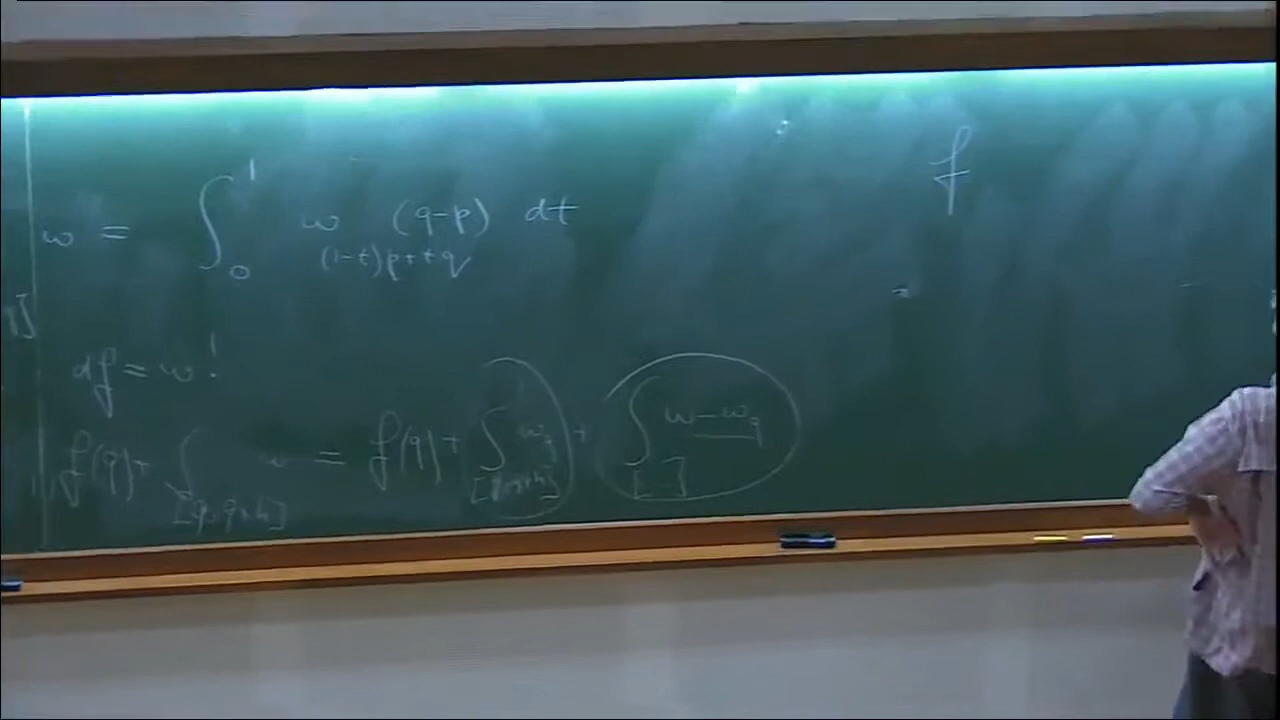 ω = ∫₀¹ ω_{(1-t)p+tq} (q-p) dt
f
]
df = ω !
f(q) + ∫_{[q,q+h]} ω = f(q) + ∫_{[q,q+h]} ω_q + ∫_{[ ]} ω - ω_q